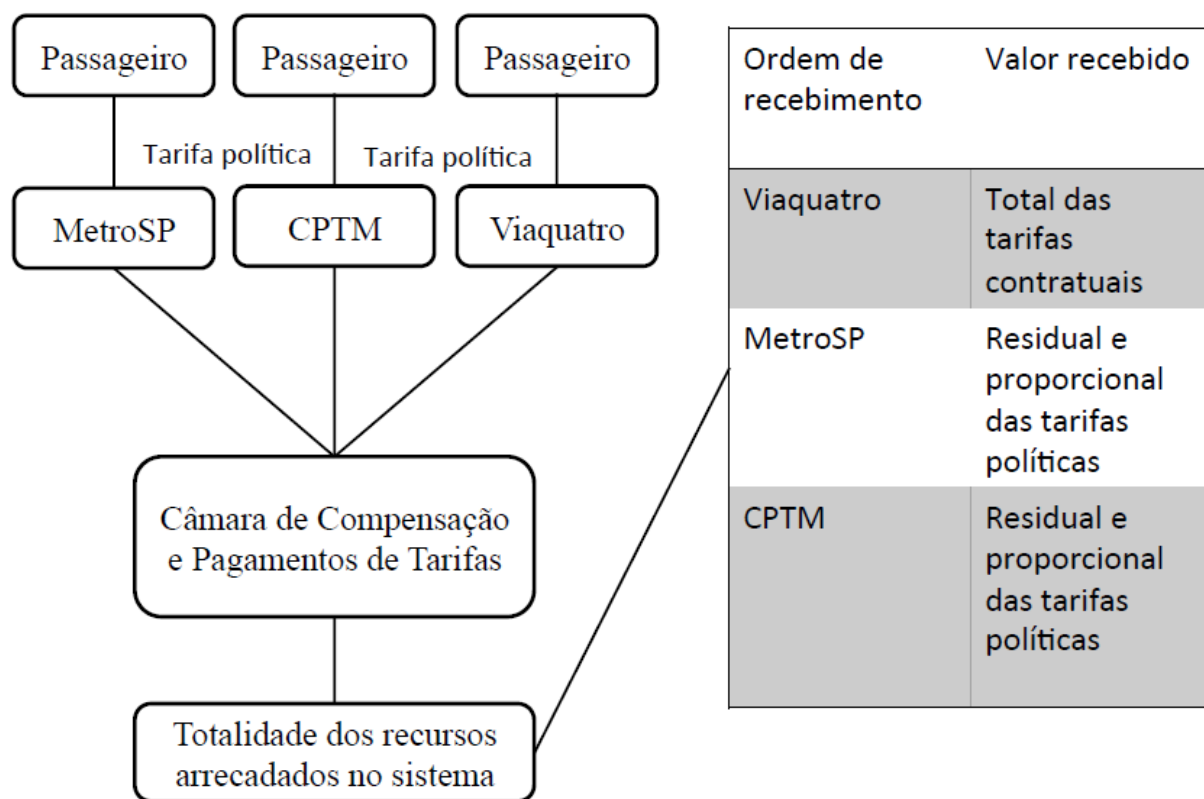 Passageiro
Passageiro
Passageiro
Tarifa política
Tarifa política
MetroSP
CPTM
Viaquatro
Câmara de Compensação
e Pagamentos de Tarifas
Totalidade dos recursos
arrecadados no sistema
Ordem de
recebimento
Valor recebido
Viaquatro
Total das
tarifas
contratuais
MetroSP
Residual e
proporcional
das tarifas
políticas
CPTM
Residual e
proporcional
das tarifas
políticas